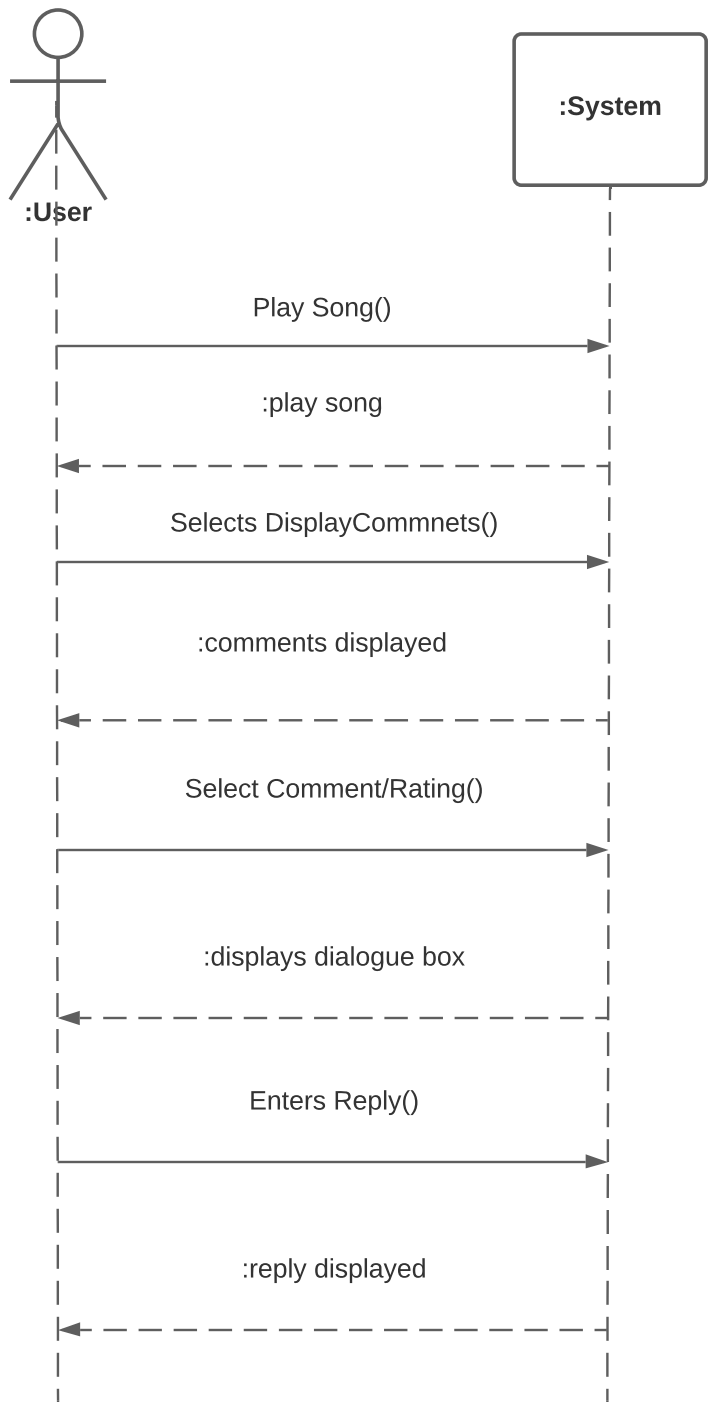 :System
:User
Play Song()
:play song
Selects DisplayCommnets()
:comments displayed
Select Comment/Rating()
:displays dialogue box
Enters Reply()
:reply displayed